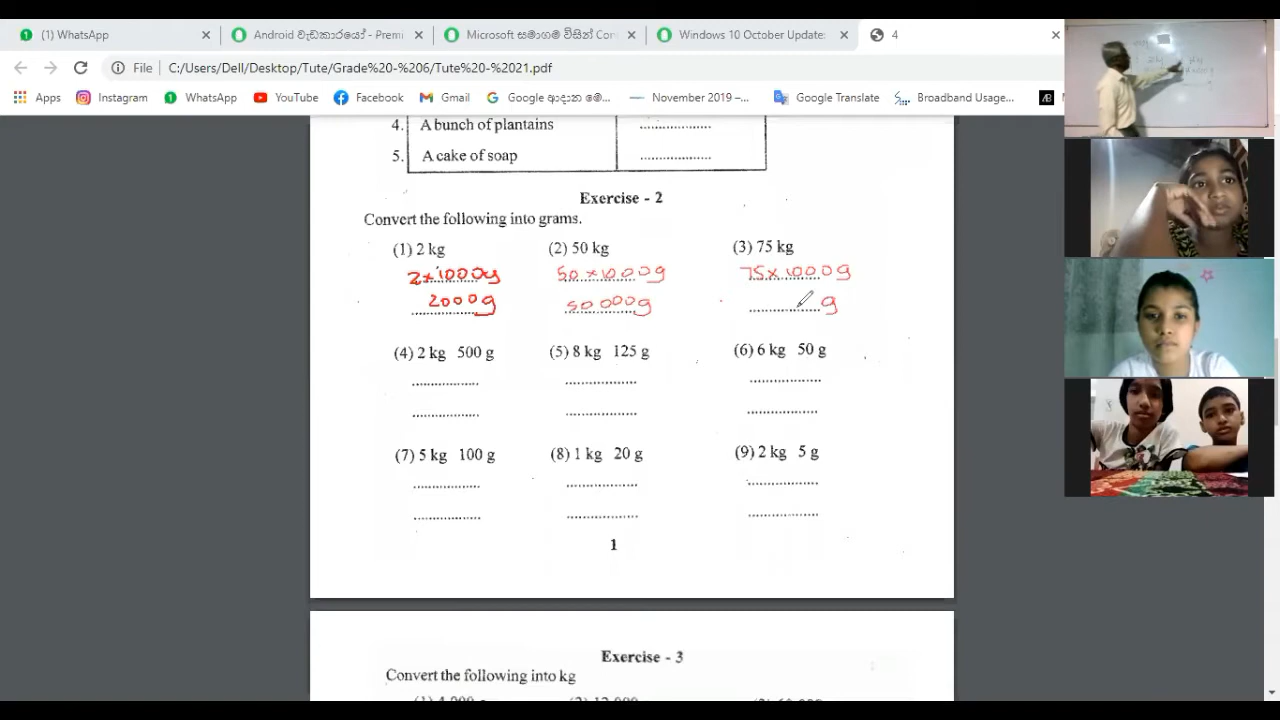 (1) WhatsApp
Android වැඩකාරයෝ - Premi
Microsoft සමාගම විසින් Con
Windows 10 October Update:
4
File C:/Users/Dell/Desktop/Tute/Grade%20-%206/Tute%20-%2021.pdf
Apps Instagram WhatsApp YouTube Facebook Gmail Google ආදාන මෙ... November 2019 –... Google Translate Broadband Usage...
4. A bunch of plantains ....................
5. A cake of soap ....................
Exercise - 2
Convert the following into grams.
(1) 2 kg (2) 50 kg (3) 75 kg
2×1000g 50×1000g 75×1000g
2000g 50000g g
(4) 2 kg 500 g (5) 8 kg 125 g (6) 6 kg 50 g
(7) 5 kg 100 g (8) 1 kg 20 g (9) 2 kg 5 g
1
Exercise - 3
Convert the following into kg